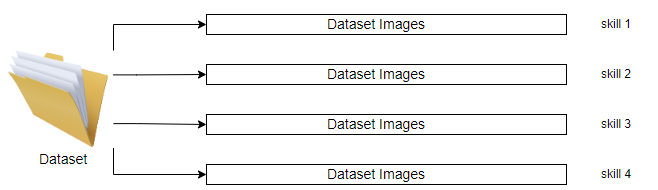 Dataset Images skill 1
Dataset Images skill 2
Dataset Images skill 3
Dataset
Dataset Images skill 4